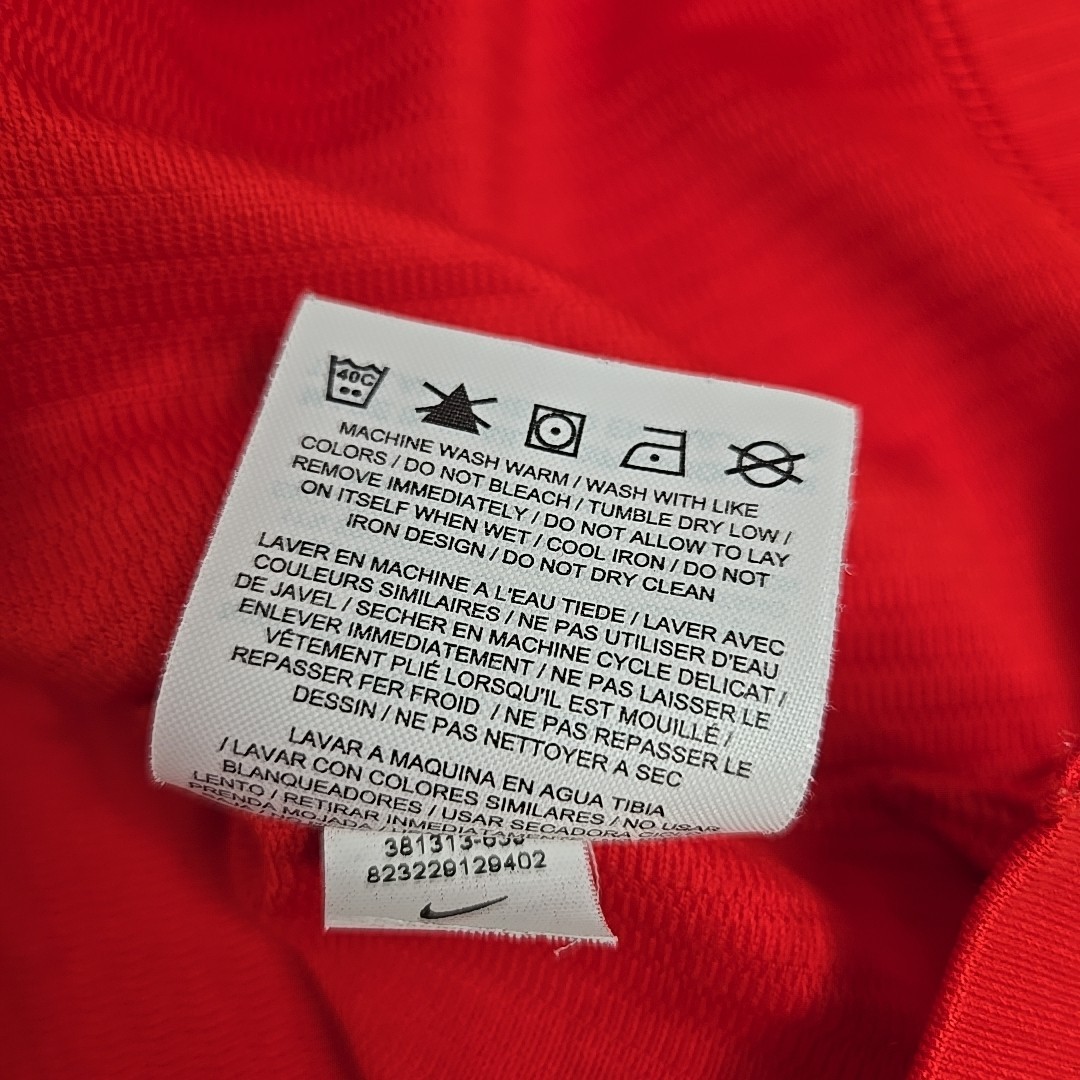 40C
MACHINE WASH WARM / WASH WITH LIKE
COLORS / DO NOT BLEACH / TUMBLE DRY LOW /
REMOVE IMMEDIATELY / DO NOT ALLOW TO LAY
ON ITSELF WHEN WET / COOL IRON / DO NOT
IRON DESIGN / DO NOT DRY CLEAN
LAVER EN MACHINE A L'EAU TIEDE / LAVER AVEC
COULEURS SIMILAIRES / NE PAS UTILISER D'EAU
DE JAVEL / SECHER EN MACHINE CYCLE DELICAT /
ENLEVER IMMEDIATEMENT / NE PAS LAISSER LE
VÊTEMENT PLIÉ LORSQU'IL EST MOUILLÉ /
REPASSER FER FROID / NE PAS REPASSER LE
DESSIN / NE PAS NETTOYER A SEC
LAVAR A MAQUINA EN AGUA TIBIA
/ LAVAR CON COLORES SIMILARES / NO USAR
BLANQUEADORES / USAR SECADORA
LENTO / RETIRAR INMEDIATAMENTE
PRENDA MOJADA
381313-
823229129402